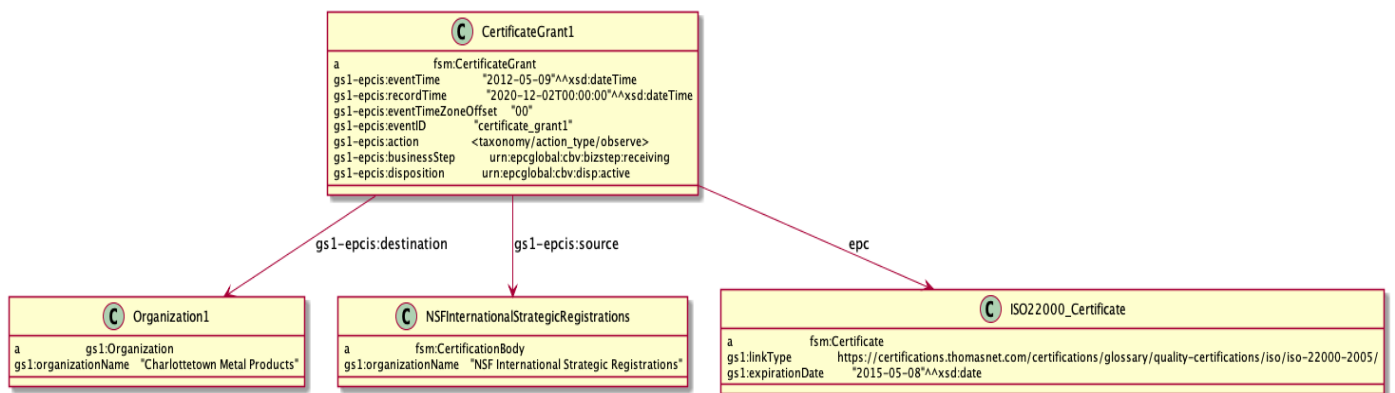 C CertificateGrant1
a fsm:CertificateGrant
gs1-epcis:eventTime "2012-05-09"^^xsd:dateTime
gs1-epcis:recordTime "2020-12-02T00:00:00"^^xsd:dateTime
gs1-epcis:eventTimeZoneOffset "00"
gs1-epcis:eventID "certificate_grant1"
gs1-epcis:action <taxonomy/action_type/observe>
gs1-epcis:businessStep urn:epcglobal:cbv:bizstep:receiving
gs1-epcis:disposition urn:epcglobal:cbv:disp:active
gs1-epcis:destination
gs1-epcis:source
epc
C Organization1
a gs1:Organization
gs1:organizationName "Charlottetown Metal Products"
C NSFInternationalStrategicRegistrations
a fsm:CertificationBody
gs1:organizationName "NSF International Strategic Registrations"
C ISO22000_Certificate
a fsm:Certificate
gs1:linkType https://certifications.thomasnet.com/certifications/glossary/quality-certifications/iso/iso-22000-2005/
gs1:expirationDate "2015-05-08"^^xsd:date